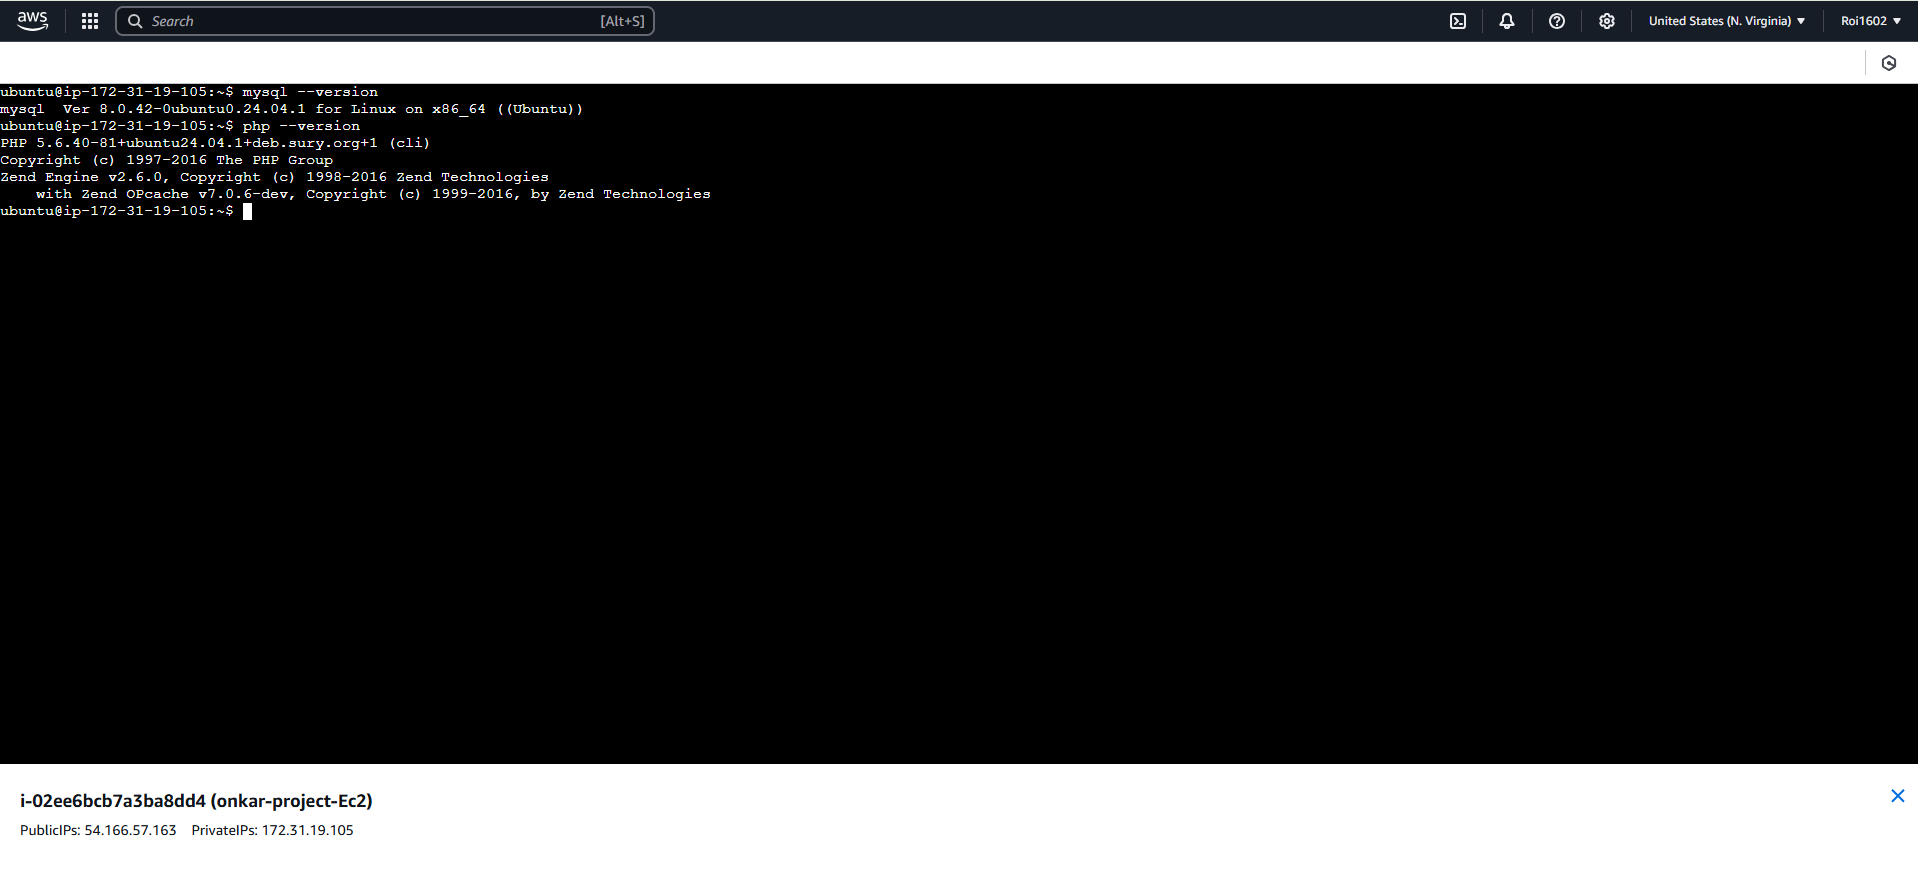 aws
Search [Alt+S]
United States (N. Virginia)
Roi1602
ubuntu@ip-172-31-19-105:~$ mysql --version
mysql  Ver 8.0.42-0ubuntu0.24.04.1 for Linux on x86_64 ((Ubuntu))
ubuntu@ip-172-31-19-105:~$ php --version
PHP 5.6.40-81+ubuntu24.04.1+deb.sury.org+1 (cli)
Copyright (c) 1997-2016 The PHP Group
Zend Engine v2.6.0, Copyright (c) 1998-2016 Zend Technologies
    with Zend OPcache v7.0.6-dev, Copyright (c) 1999-2016, by Zend Technologies
ubuntu@ip-172-31-19-105:~$
i-02ee6bcb7a3ba8dd4 (onkar-project-Ec2)
PublicIPs: 54.166.57.163 PrivateIPs: 172.31.19.105